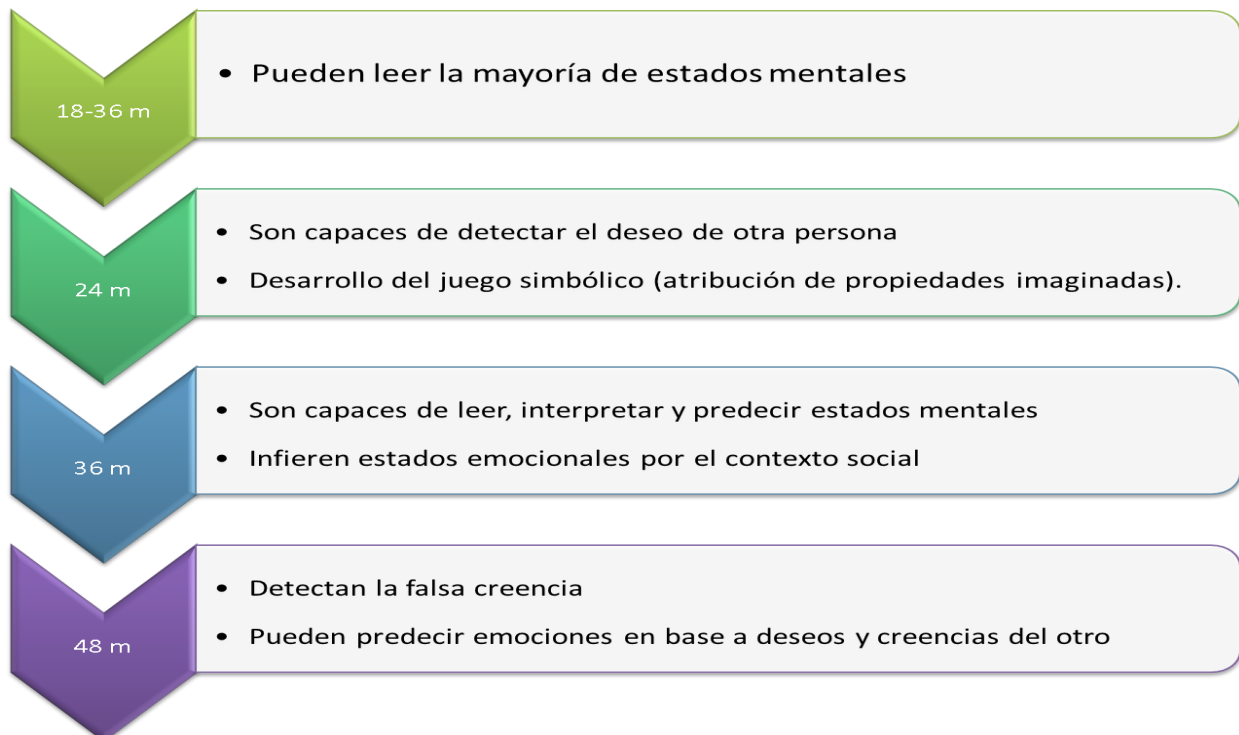 18-36 m
• Pueden leer la mayoría de estados mentales
24 m
• Son capaces de detectar el deseo de otra persona
• Desarrollo del juego simbólico (atribución de propiedades imaginadas).
36 m
• Son capaces de leer, interpretar y predecir estados mentales
• Infieren estados emocionales por el contexto social
48 m
• Detectan la falsa creencia
• Pueden predecir emociones en base a deseos y creencias del otro